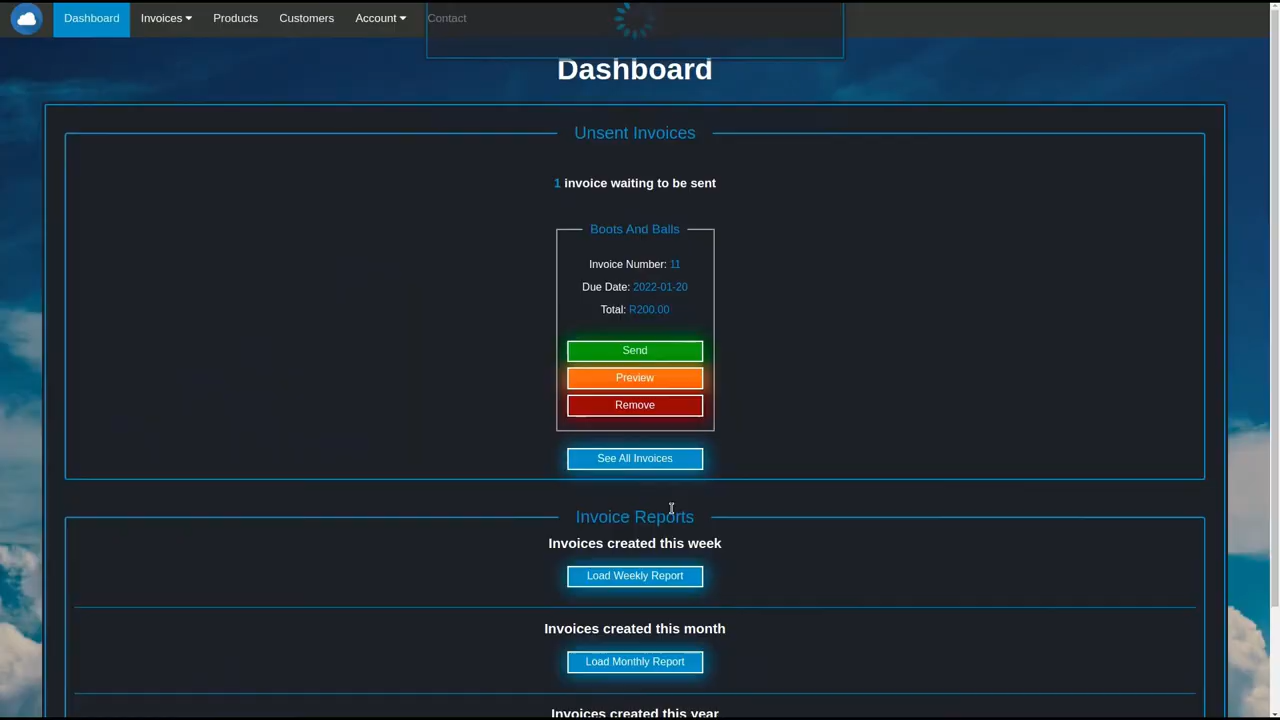 Dashboard Invoices Products Customers Account Contact
Dashboard
Unsent Invoices
1 invoice waiting to be sent
Boots And Balls
Invoice Number: 11
Due Date: 2022-01-20
Total: R200.00
Send
Preview
Remove
See All Invoices
Invoice Reports
Invoices created this week
Load Weekly Report
Invoices created this month
Load Monthly Report
Invoices created this year